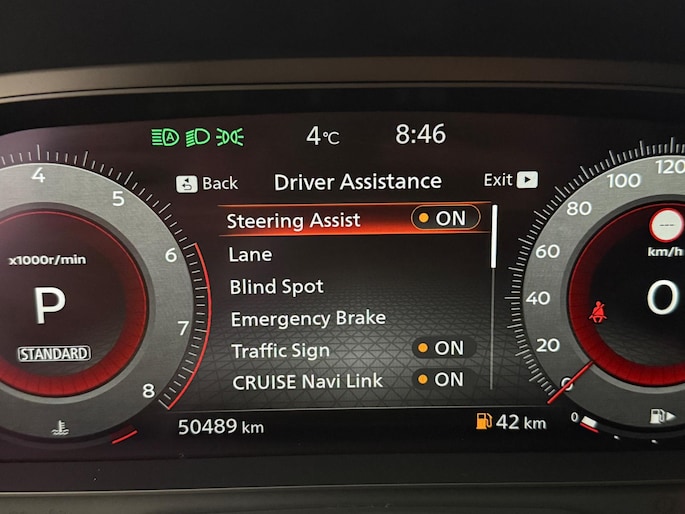 4°C 8:46
Back Driver Assistance Exit
Steering Assist ON
Lane
Blind Spot
Emergency Brake
Traffic Sign ON
CRUISE Navi Link ON
50489 km 42 km
4
5
6
7
8
x1000r/min
P
STANDARD
120
100
80
60
40
20
0
---
km/h
0
0